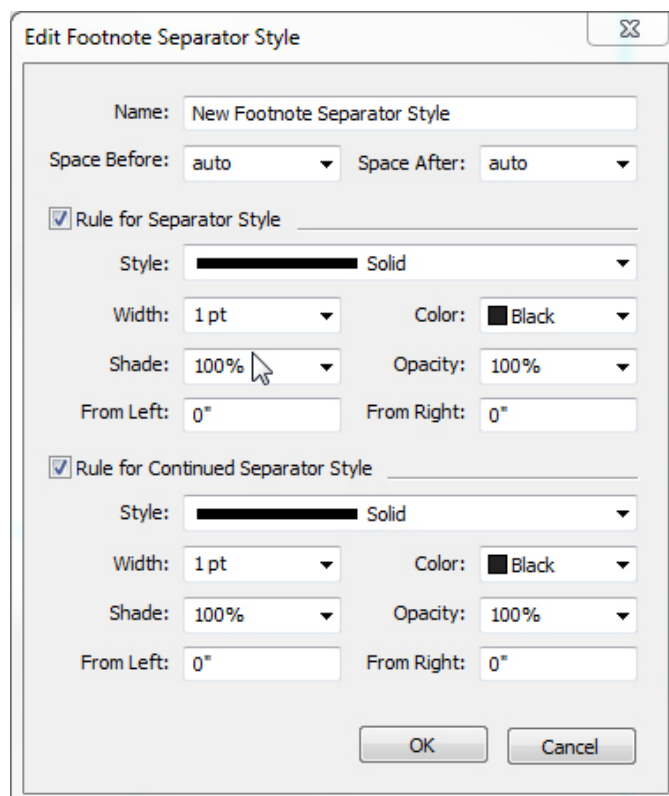 Edit Footnote Separator Style
Name: New Footnote Separator Style
Space Before: auto Space After: auto
Rule for Separator Style
Style: Solid
Width: 1 pt Color: Black
Shade: 100% Opacity: 100%
From Left: 0" From Right: 0"
Rule for Continued Separator Style
Style: Solid
Width: 1 pt Color: Black
Shade: 100% Opacity: 100%
From Left: 0" From Right: 0"
OK Cancel